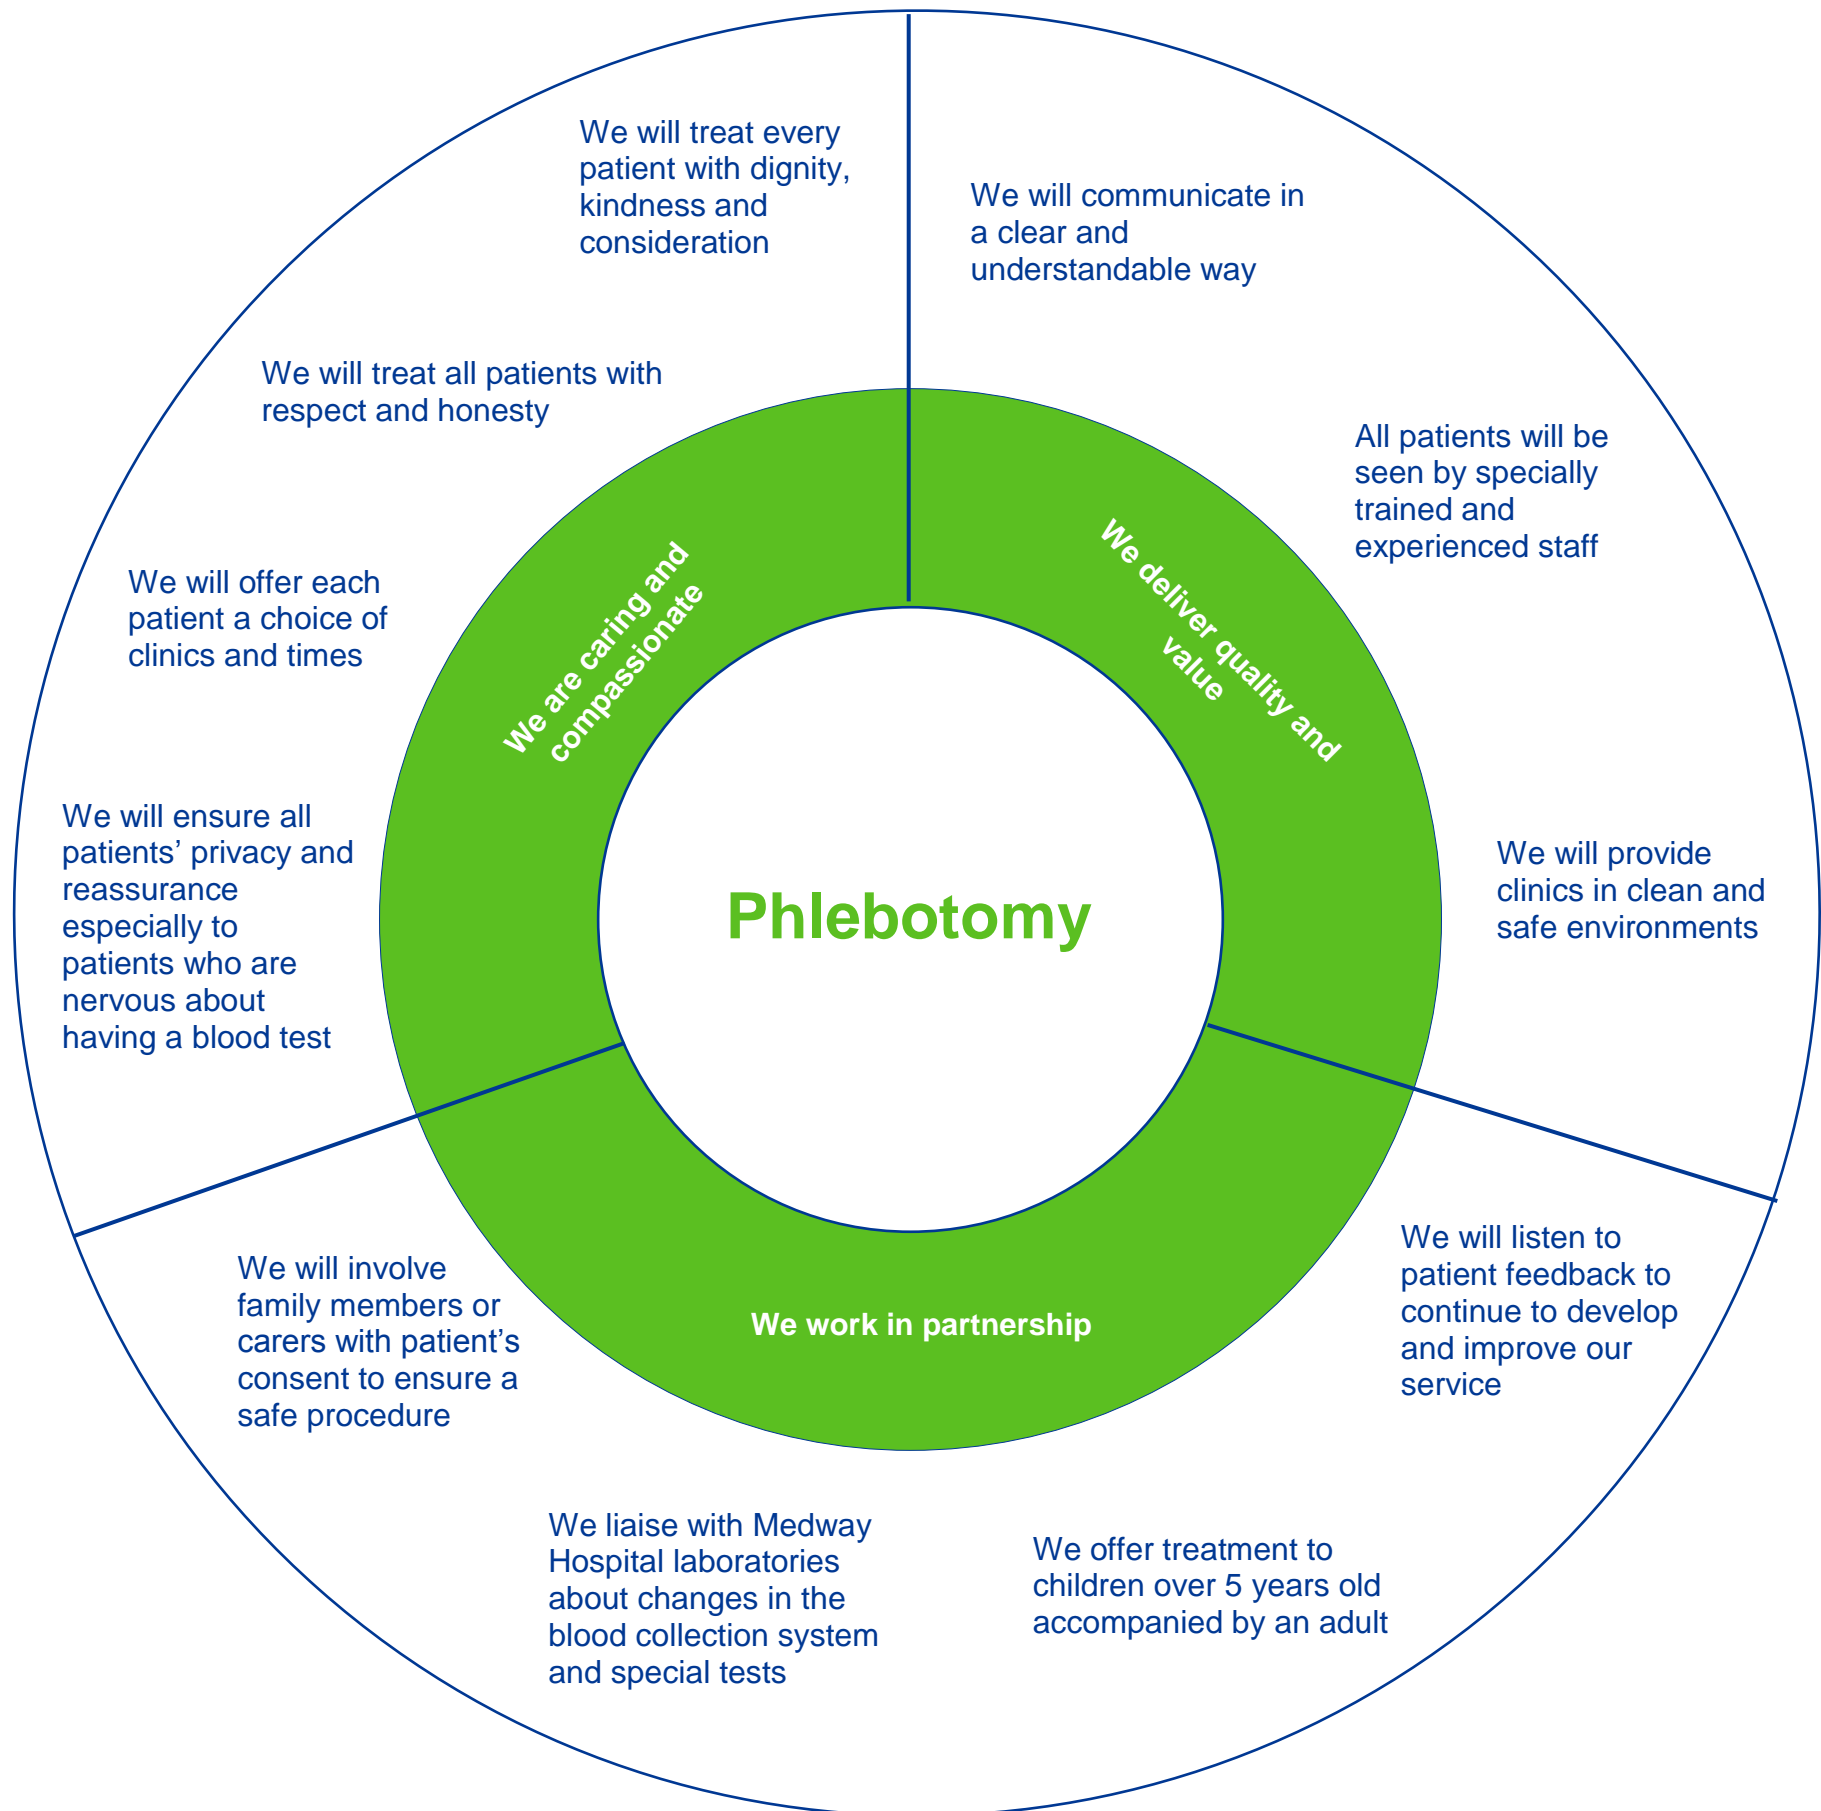 We will treat every
patient with dignity,
kindness and
consideration
We will communicate in
a clear and
understandable way
We will treat all patients with
respect and honesty
All patients will be
seen by specially
trained and
experienced staff
We will offer each
patient a choice of
clinics and times
We are caring and
compassionate
We deliver quality and
value
We will ensure all
patients’ privacy and
reassurance
especially to
patients who are
nervous about
having a blood test
Phlebotomy
We will provide
clinics in clean and
safe environments
We will involve
family members or
carers with patient’s
consent to ensure a
safe procedure
We work in partnership
We will listen to
patient feedback to
continue to develop
and improve our
service
We liaise with Medway
Hospital laboratories
about changes in the
blood collection system
and special tests
We offer treatment to
children over 5 years old
accompanied by an adult